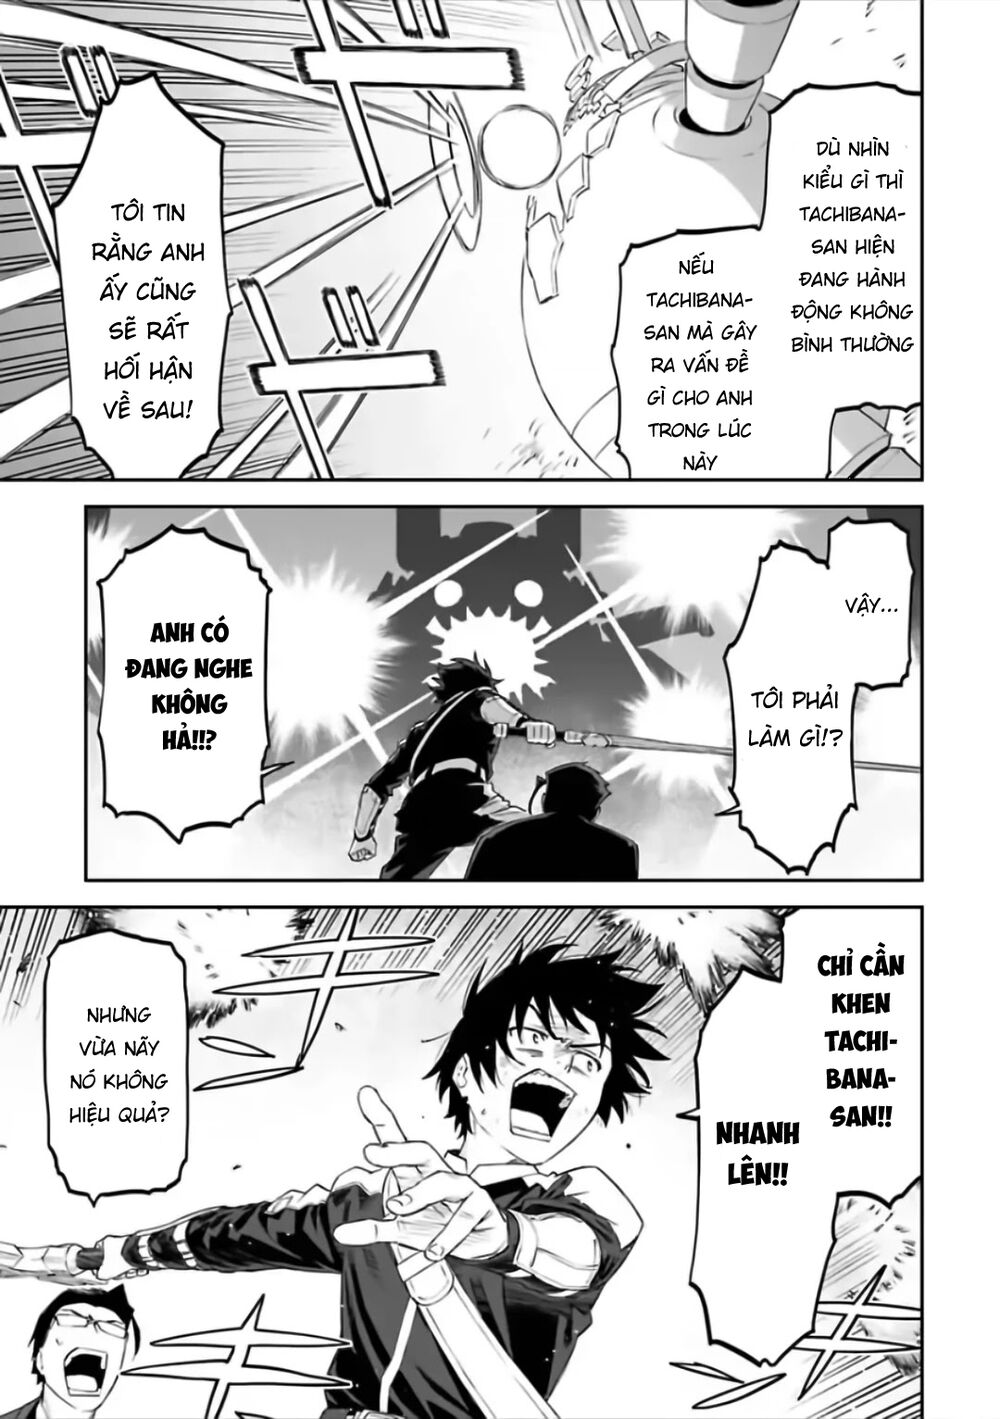 DÙ NHÌN
KIỂU GÌ THÌ
TACHIBANA-
SAN HIỆN
ĐANG HÀNH
ĐỘNG KHÔNG
BÌNH THƯỜNG
NẾU
TACHIBANA-
SAN MÀ GÂY
RA VẤN ĐỀ
GÌ CHO ANH
TRONG LÚC
NÀY
TÔI TIN
RẰNG ANH
ẤY CŨNG
SẼ RẤT
HỐI HẬN
VỀ SAU!
VẬY...
TÔI PHẢI
LÀM GÌ!?
ANH CÓ
ĐANG NGHE
KHÔNG
HẢ!!!?
CHỈ CẦN
KHEN
TACHI-
BANA-
SAN!!
NHANH
LÊN!!
NHƯNG
VỪA NÃY
NÓ KHÔNG
HIỆU QUẢ?